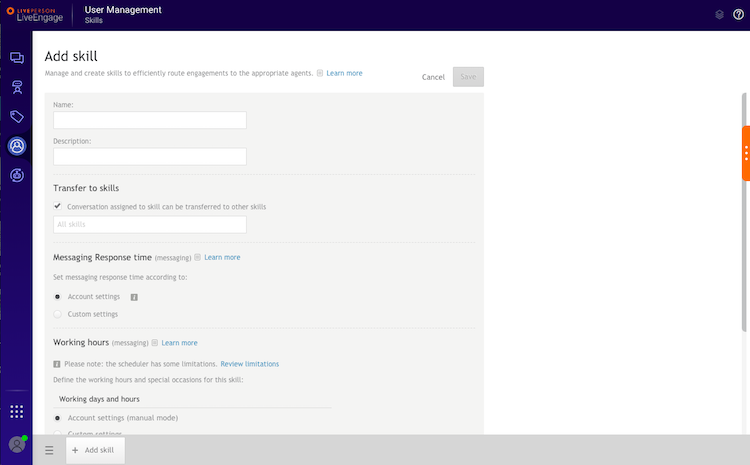 LIVEPERSON
LiveEngage
User Management
Skills
Add skill
Manage and create skills to efficiently route engagements to the appropriate agents. Learn more
Cancel
Save
Name:
Description:
Transfer to skills
Conversation assigned to skill can be transferred to other skills
All skills
Messaging Response time (messaging) Learn more
Set messaging response time according to:
Account settings
Custom settings
Working hours (messaging) Learn more
Please note: the scheduler has some limitations. Review limitations
Define the working hours and special occasions for this skill:
Working days and hours
Account settings (manual mode)
Custom settings
+ Add skill